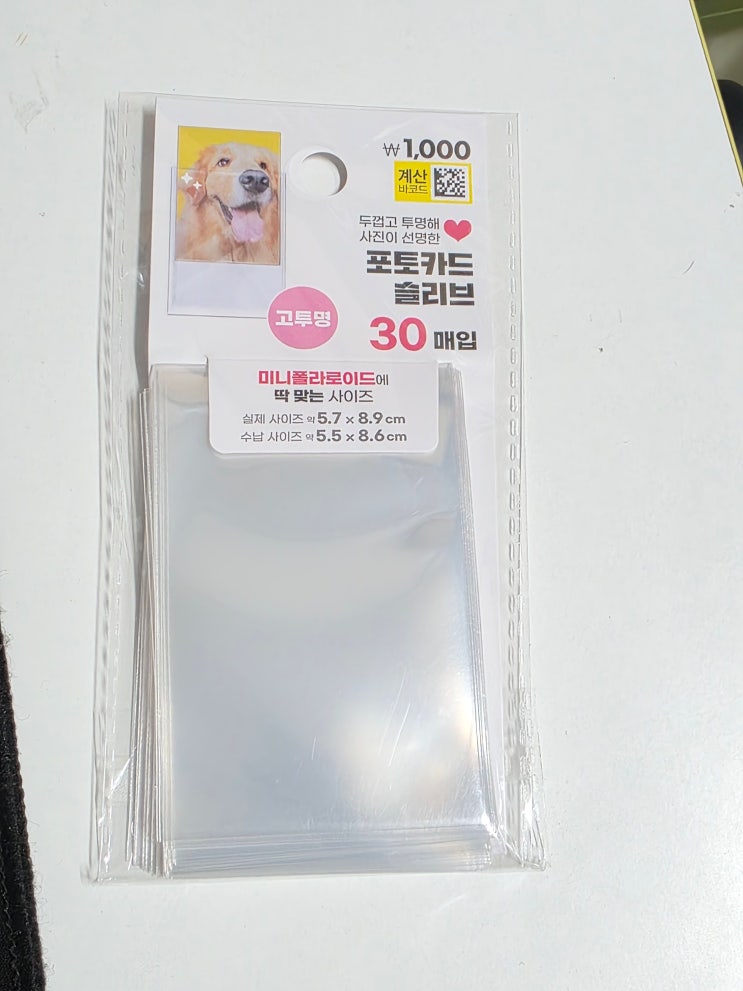 ₩1,000
계산
바코드
두껍고 투명해
사진이 선명한
포토카드
슬리브
고투명
30 매입
미니폴라로이드에
딱 맞는 사이즈
실제 사이즈 약 5.7 × 8.9 cm
수납 사이즈 약 5.5 × 8.6 cm